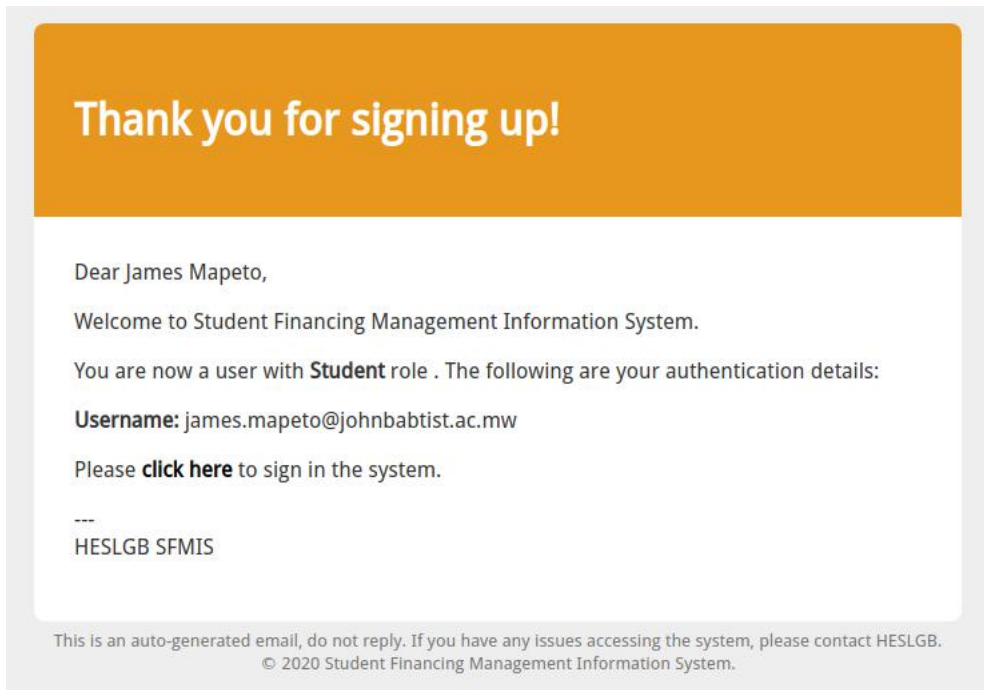 Thank you for signing up!
Dear James Mapeto,
Welcome to Student Financing Management Information System.
You are now a user with Student role . The following are your authentication details:
Username: james.mapeto@johnbabtist.ac.mw
Please click here to sign in the system.
---
HESLGB SFMIS
This is an auto-generated email, do not reply. If you have any issues accessing the system, please contact HESLGB.
© 2020 Student Financing Management Information System.